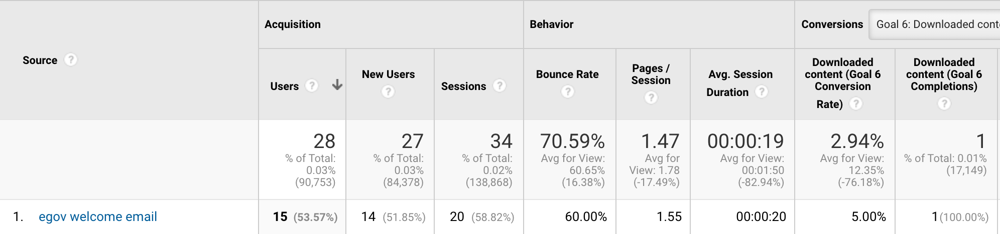 Acquisition
Behavior
Conversions Goal 6: Downloaded cont
Source ?
Users ?
New Users ?
Sessions ?
Bounce Rate ?
Pages /
Session
?
Avg. Session
Duration ?
Downloaded
content (Goal 6
Conversion
Rate) ?
Downloaded
content (Goal 6
Completions)
?
28
% of Total:
0.03%
(90,753)
27
% of Total:
0.03%
(84,378)
34
% of Total:
0.02%
(138,868)
70.59%
Avg for View:
60.65%
(16.38%)
1.47
Avg for
View: 1.78
(-17.49%)
00:00:19
Avg for View:
00:01:50
(-82.94%)
2.94%
Avg for View:
12.35%
(-76.18%)
1
% of Total: 0.01%
(17,149)
1. egov welcome email 15 (53.57%) 14 (51.85%) 20 (58.82%) 60.00% 1.55 00:00:20 5.00% 1(100.00%)